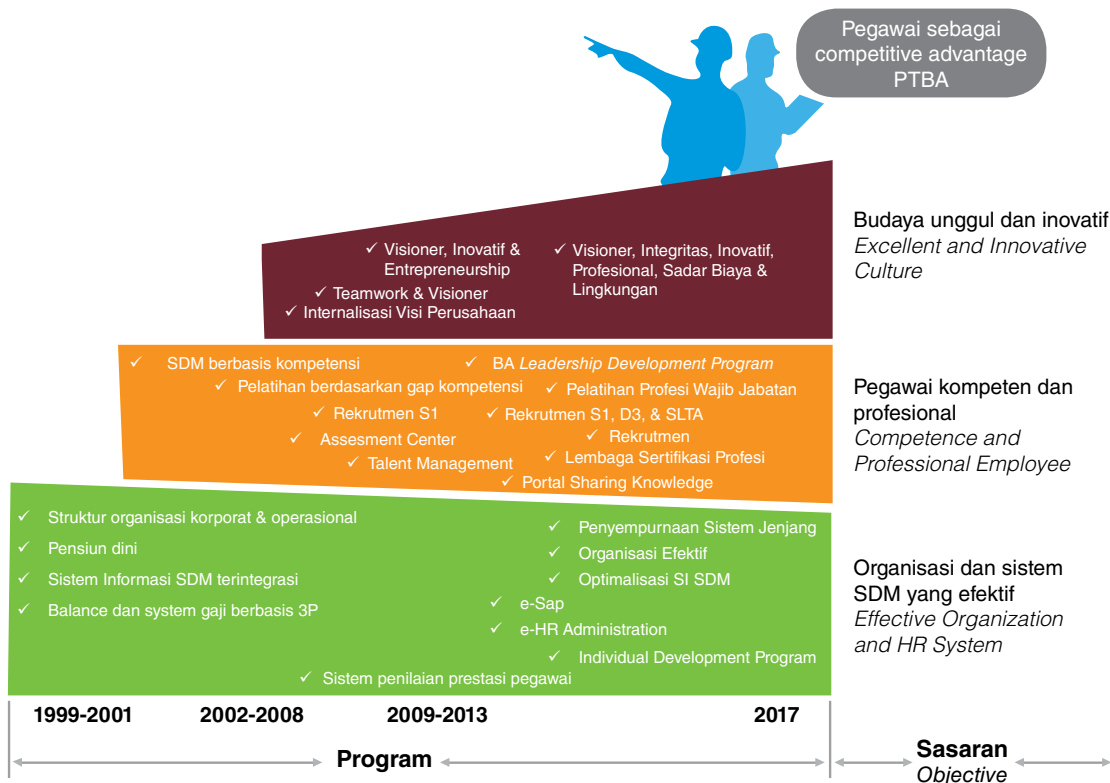 Pegawai sebagai
competitive advantage
PTBA
✓ Visioner, Inovatif &
Entrepreneurship
✓ Teamwork & Visioner
✓ Internalisasi Visi Perusahaan
✓ Visioner, Integritas, Inovatif,
Profesional, Sadar Biaya &
Lingkungan
Budaya unggul dan inovatif
Excellent and Innovative
Culture
✓ SDM berbasis kompetensi
✓ BA Leadership Development Program
✓ Pelatihan berdasarkan gap kompetensi
✓ Pelatihan Profesi Wajib Jabatan
✓ Rekrutmen S1
✓ Rekrutmen S1, D3, & SLTA
✓ Assesment Center
✓ Rekrutmen
✓ Talent Management
✓ Lembaga Sertifikasi Profesi
✓ Portal Sharing Knowledge
Pegawai kompeten dan
profesional
Competence and
Professional Employee
✓ Struktur organisasi korporat & operasional
✓ Pensiun dini
✓ Sistem Informasi SDM terintegrasi
✓ Balance dan system gaji berbasis 3P
✓ Penyempurnaan Sistem Jenjang
✓ Organisasi Efektif
✓ Optimalisasi SI SDM
✓ e-Sap
✓ e-HR Administration
✓ Individual Development Program
✓ Sistem penilaian prestasi pegawai
Organisasi dan sistem
SDM yang efektif
Effective Organization
and HR System
1999-2001 2002-2008 2009-2013 2017
Program
Sasaran
Objective